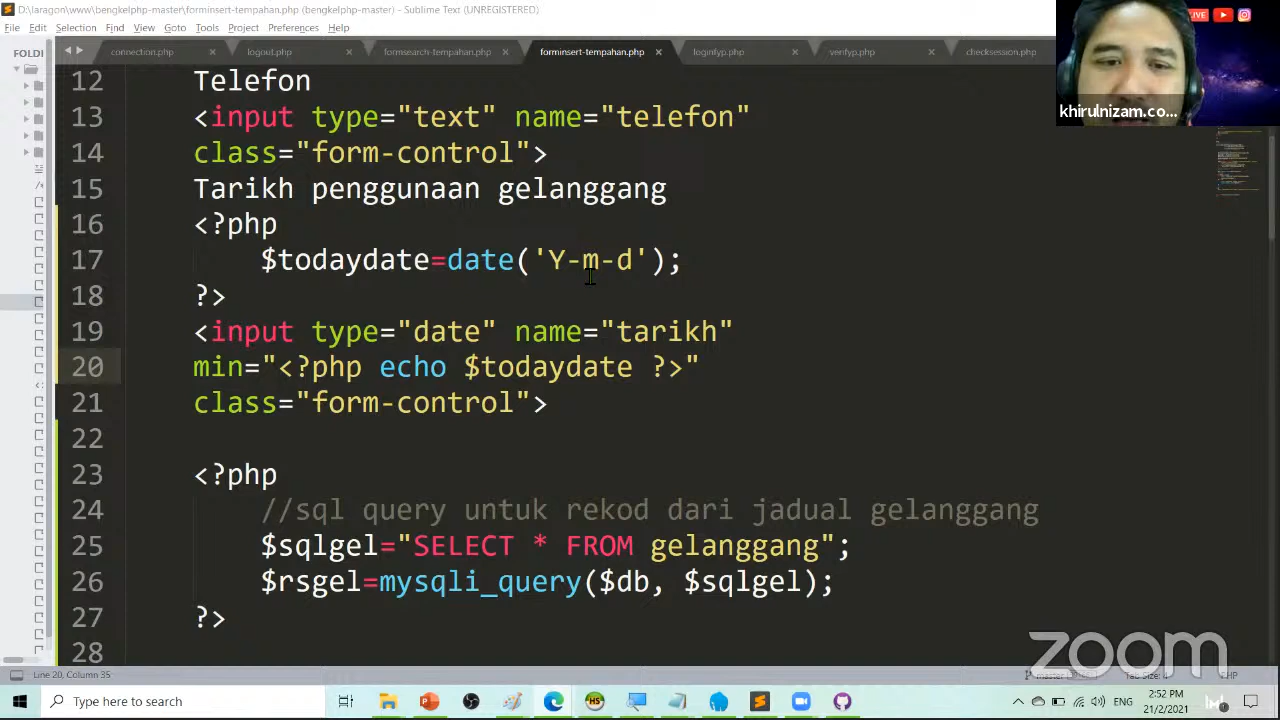 D:\laragon\www\bengkelphp-master\forminsert-tempahan.php (bengkelphp-master) - Sublime Text (UNREGISTERED)
File Edit Selection Find View Goto Tools Project Preferences Help
FOLDI
connection.php × logout.php × formsearch-tempahan.php × forminsert-tempahan.php × loginfyp.php × verifyp.php × checksession.php
LIVE
khirulnizam.co...
12 Telefon
13 <input type="text" name="telefon"
14 class="form-control">
15 Tarikh penggunaan gelanggang
16 <?php
17 $todaydate=date('Y-m-d');
18 ?>
19 <input type="date" name="tarikh"
20 min="<?php echo $todaydate ?>"
21 class="form-control">
22
23 <?php
24 //sql query untuk rekod dari jadual gelanggang
25 $sqlgel="SELECT * FROM gelanggang";
26 $rsgel=mysqli_query($db, $sqlgel);
27 ?>
28
zoom
Line 20, Column 35
Type here to search
ENG
2:52 PM
21/2/2021